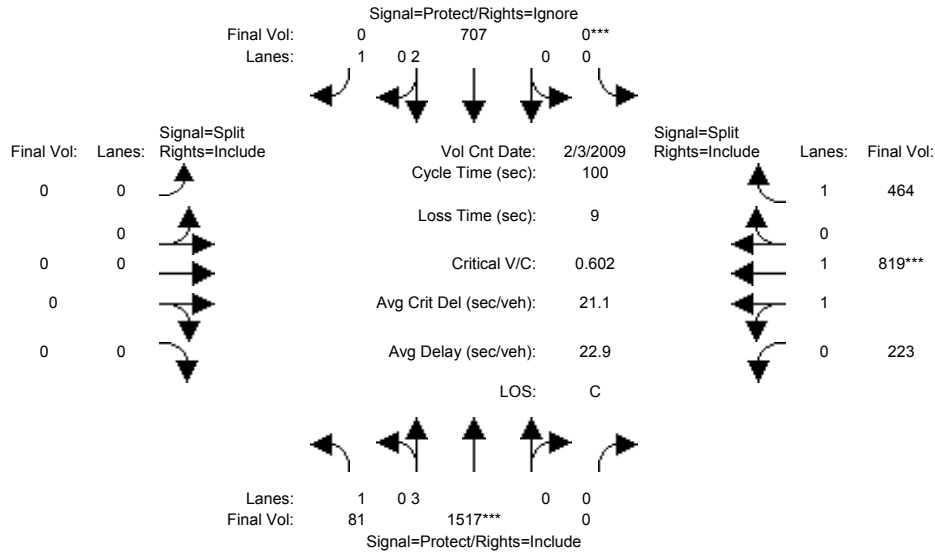 Signal=Protect/Rights=Ignore
Final Vol: 0 707 0***
Lanes: 1 0 2 0 0
Signal=Split
Final Vol: Lanes: Rights=Include
Vol Cnt Date: 2/3/2009
Signal=Split
Rights=Include Lanes: Final Vol:
Cycle Time (sec): 100
0 0
1 464
Loss Time (sec): 9
0
0
0 0
Critical V/C: 0.602
1 819***
0
Avg Crit Del (sec/veh): 21.1
1
0 0
Avg Delay (sec/veh): 22.9
0 223
LOS: C
Lanes: 1 0 3 0 0
Final Vol: 81 1517*** 0
Signal=Protect/Rights=Include